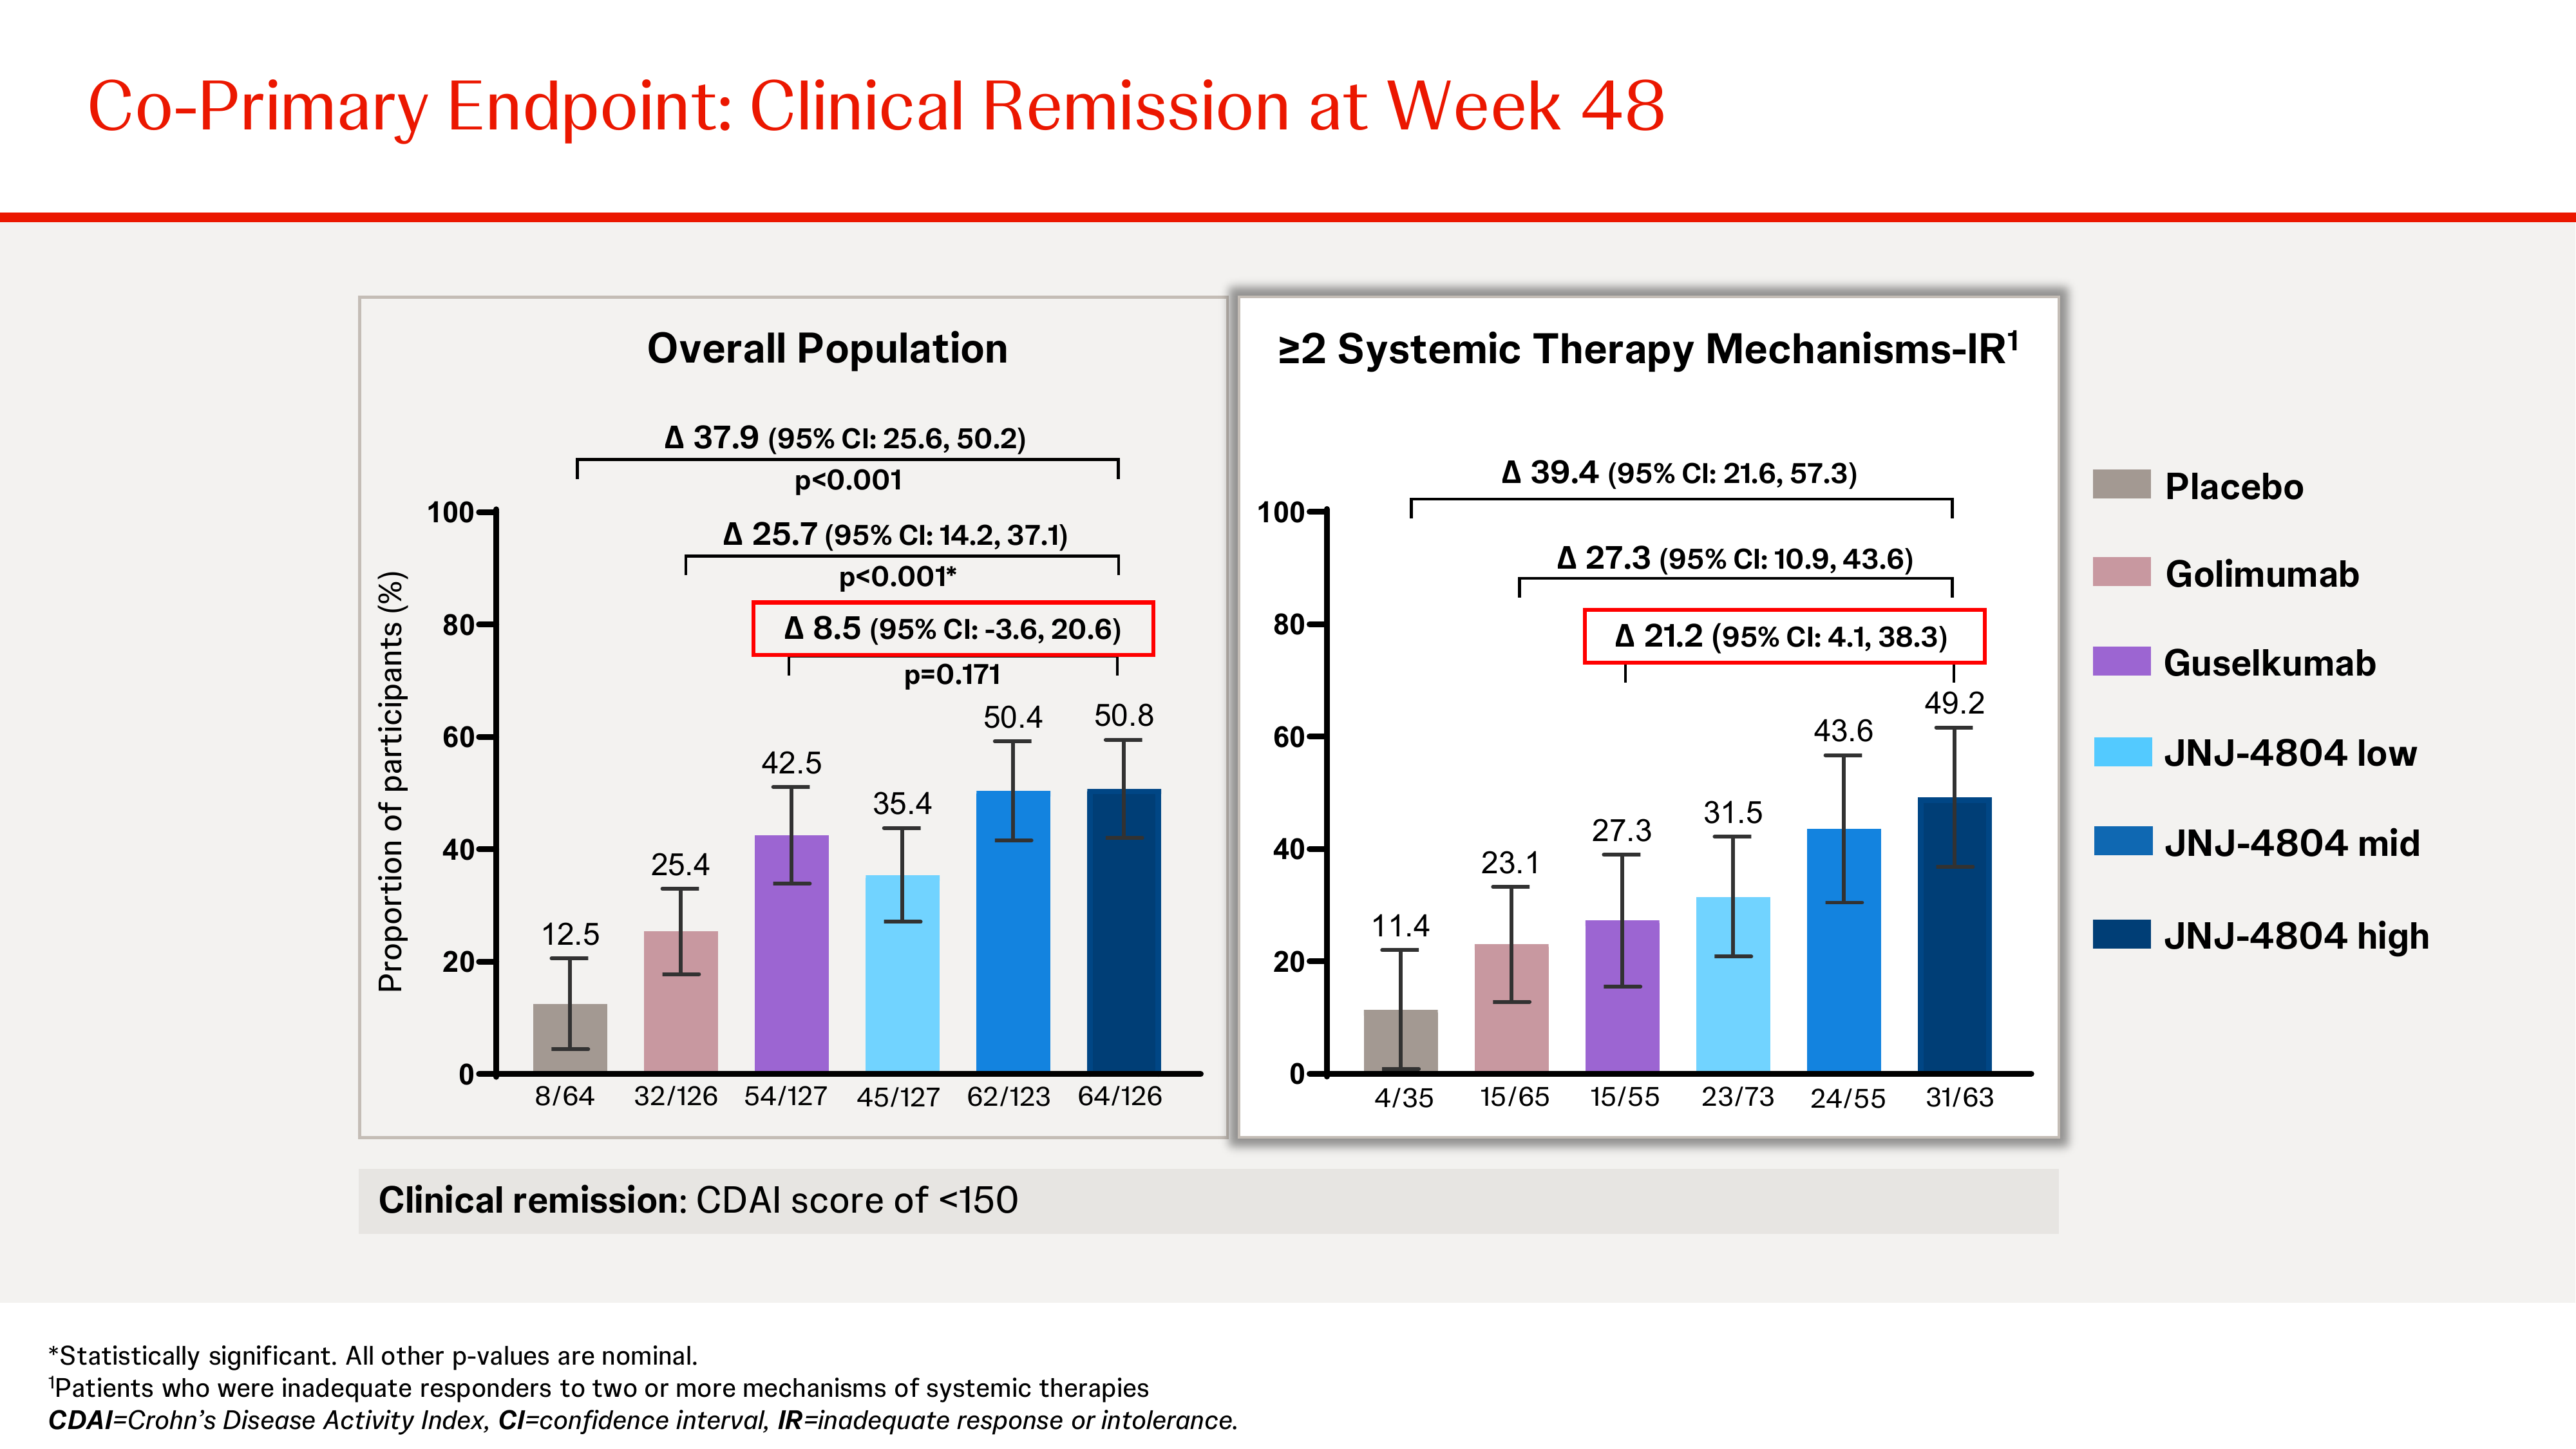 Co-Primary Endpoint: Clinical Remission at Week 48
Overall Population
Δ 37.9 (95% CI: 25.6, 50.2)
p<0.001
Δ 25.7 (95% CI: 14.2, 37.1)
p<0.001*
Δ 8.5 (95% CI: -3.6, 20.6)
p=0.171
Proportion of participants (%)
100
80
60
40
20
0
12.5
25.4
42.5
35.4
50.4
50.8
8/64 32/126 54/127 45/127 62/123 64/126
≥2 Systemic Therapy Mechanisms-IR¹
Δ 39.4 (95% CI: 21.6, 57.3)
Δ 27.3 (95% CI: 10.9, 43.6)
Δ 21.2 (95% CI: 4.1, 38.3)
100
80
60
40
20
0
11.4
23.1
27.3
31.5
43.6
49.2
4/35 15/65 15/55 23/73 24/55 31/63
Placebo
Golimumab
Guselkumab
JNJ-4804 low
JNJ-4804 mid
JNJ-4804 high
Clinical remission: CDAI score of <150
*Statistically significant. All other p-values are nominal.
¹Patients who were inadequate responders to two or more mechanisms of systemic therapies
CDAI=Crohn’s Disease Activity Index, CI=confidence interval, IR=inadequate response or intolerance.